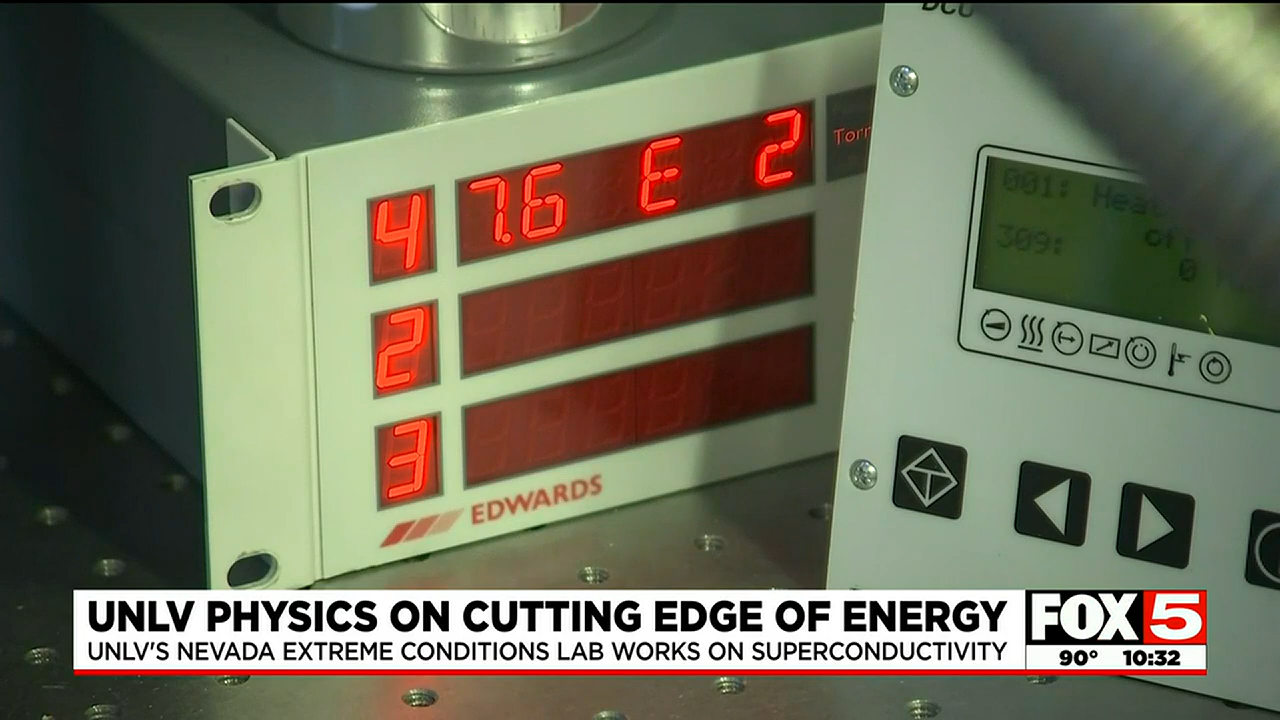 DCU
4 7.6 E 2 Torr
2
3
EDWARDS
001: Hea
off
309:
0
UNLV PHYSICS ON CUTTING EDGE OF ENERGY
UNLV'S NEVADA EXTREME CONDITIONS LAB WORKS ON SUPERCONDUCTIVITY
FOX 5
90° 10:32